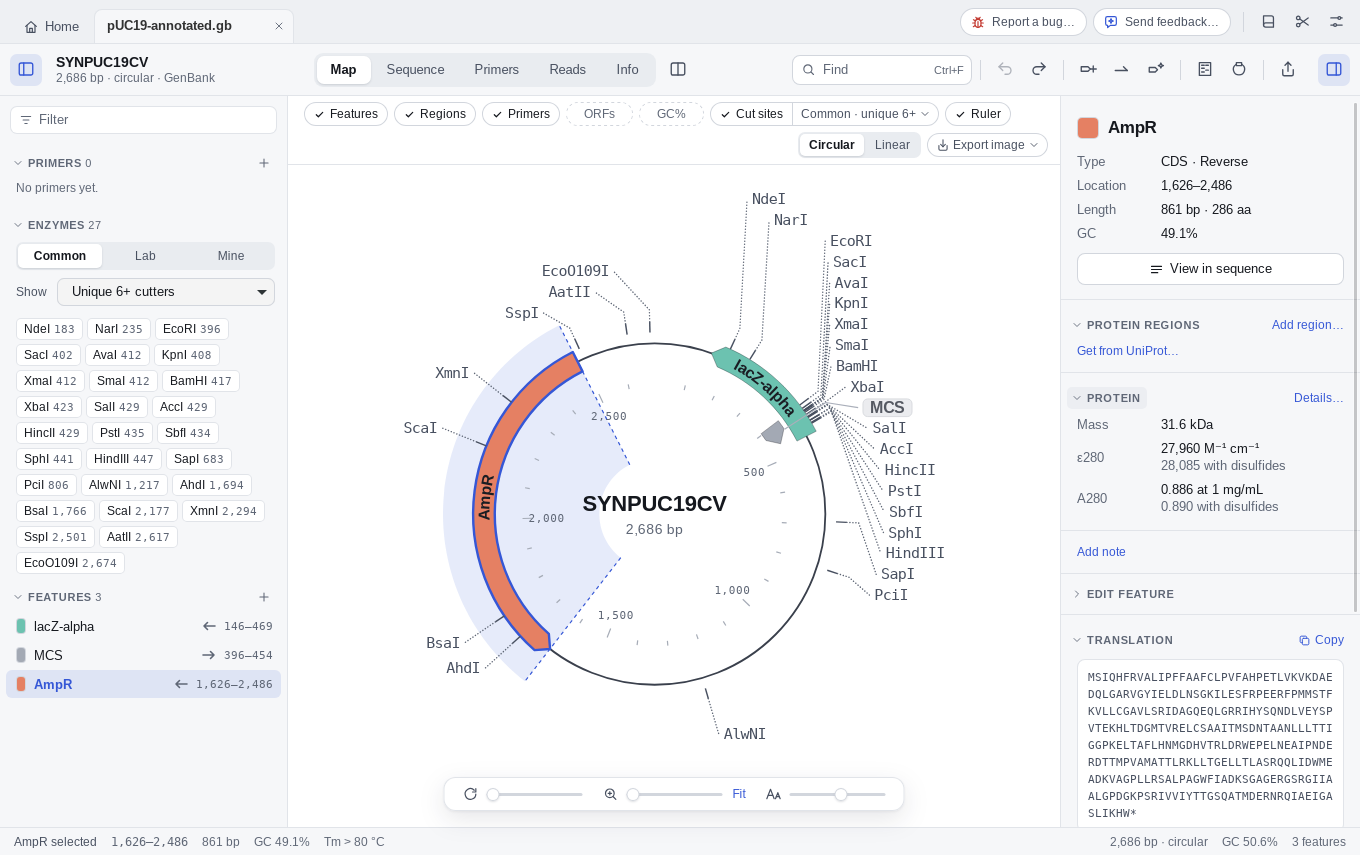 Home
pUC19-annotated.gb
Report a bug…
Send feedback…
SYNPUC19CV
2,686 bp · circular · GenBank
Map
Sequence
Primers
Reads
Info
Find
Ctrl+F
Filter
PRIMERS 0
No primers yet.
ENZYMES 27
Common
Lab
Mine
Show
Unique 6+ cutters
NdeI 183
NarI 235
EcoRI 396
SacI 402
AvaI 412
KpnI 408
XmaI 412
SmaI 412
BamHI 417
XbaI 423
SalI 429
AccI 429
HincII 429
PstI 435
SbfI 434
SphI 441
HindIII 447
SapI 683
PciI 806
AlwNI 1,217
AhdI 1,694
BsaI 1,766
ScaI 2,177
XmnI 2,294
SspI 2,501
AatII 2,617
EcoO109I 2,674
FEATURES 3
lacZ-alpha
146–469
MCS
396–454
AmpR
1,626–2,486
Features
Regions
Primers
ORFs
GC%
Cut sites
Common · unique 6+
Ruler
Circular
Linear
Export image
NdeI
NarI
EcoRI
SacI
AvaI
KpnI
XmaI
SmaI
BamHI
XbaI
MCS
SalI
AccI
HincII
PstI
SbfI
SphI
HindIII
SapI
PciI
AlwNI
AhdI
BsaI
ScaI
XmnI
SspI
AatII
EcoO109I
lacZ-alpha
AmpR
500
1,000
1,500
2,000
2,500
SYNPUC19CV
2,686 bp
Fit
AmpR
Type
CDS · Reverse
Location
1,626–2,486
Length
861 bp · 286 aa
GC
49.1%
View in sequence
PROTEIN REGIONS
Add region…
Get from UniProt…
PROTEIN
Details…
Mass
31.6 kDa
ε280
27,960 M⁻¹ cm⁻¹
28,085 with disulfides
A280
0.886 at 1 mg/mL
0.890 with disulfides
Add note
EDIT FEATURE
TRANSLATION
Copy
MSIQHFRVALIPFFAAFCLPVFAHPETLVKVKDAE
DQLGARVGYIELDLNSGKILESFRPEERFPMMSTF
KVLLCGAVLSRIDAGQEQLGRRIHYSQNDLVEYSP
VTEKHLTDGMTVRELCSAAITMSDNTAANLLLTTI
GGPKELTAFLHNMGDHVTRLDRWEPELNEAIPNDE
RDTTMPVAMATTLRKLLTGELLTLASRQQLIDWME
ADKVAGPLLRSALPAGWFIADKSGAGERGSRGIIA
ALGPDGKPSRIVVIYTTGSQATMDERNRQIAEIGA
SLIKHW*
AmpR selected
1,626–2,486
861 bp
GC 49.1%
Tm > 80 °C
2,686 bp · circular
GC 50.6%
3 features